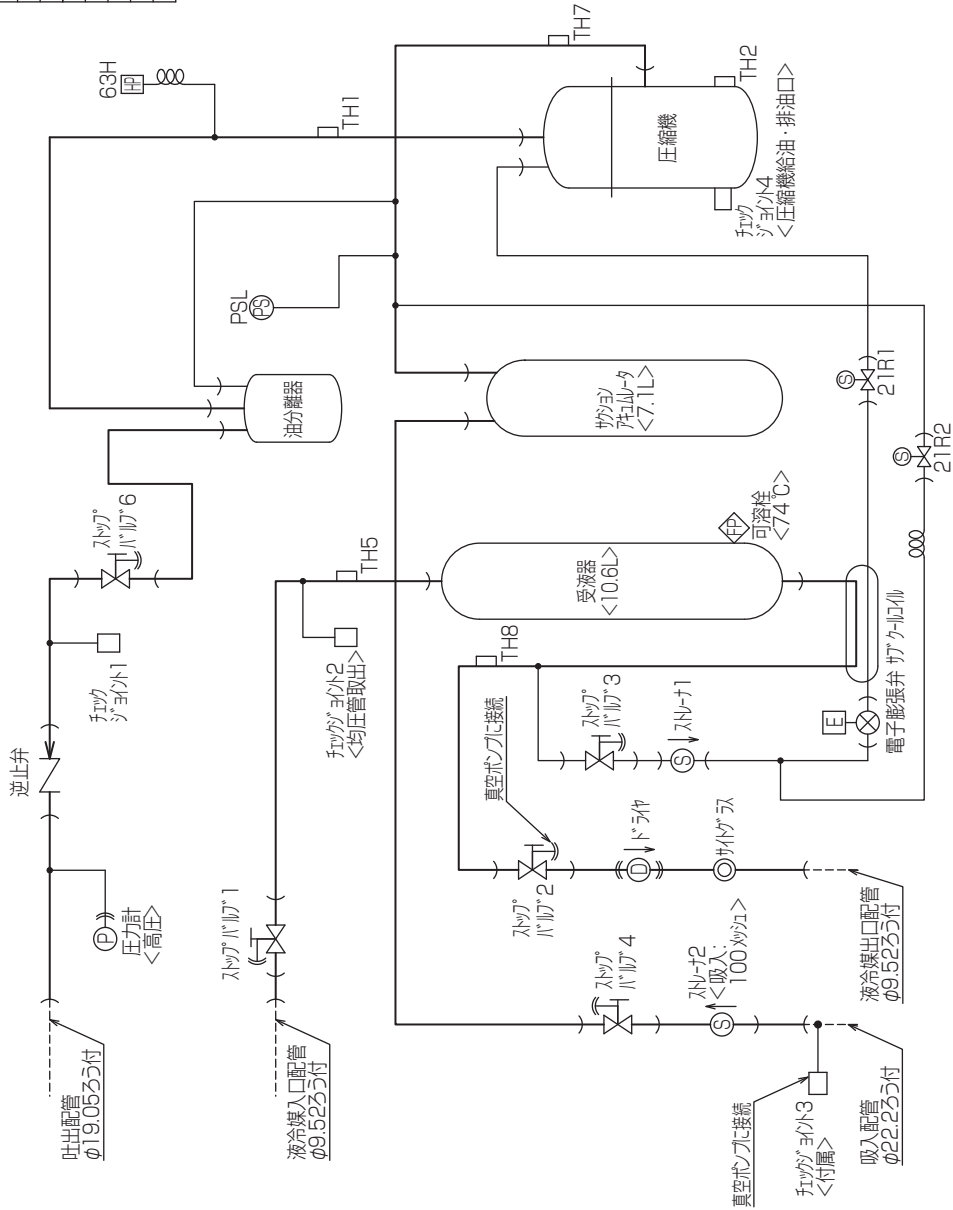 63H
HP
TH1
TH7
圧縮機
TH2
チェック
ジョイント4
<圧縮機給油・排油口>
PSL
PS
油分離器
サクション
アキュムレータ
<7.1L>
S
21R1
S
21R2
ストップ
バルブ6
チェック
ジョイント1
逆止弁
P
圧力計
<高圧>
吐出配管
φ19.05ろう付
TH5
チェックジョイント2
<均圧管取出>
ストップバルブ1
液冷媒入口配管
φ9.52ろう付
受液器
<10.6L>
FP
可溶栓
<74℃>
TH8
真空ポンプに接続
ストップ
バルブ3
S
ストレーナ1
E
電子膨張弁
サブクールコイル
ストップ
バルブ2
D
ドライヤ
サイトグラス
液冷媒出口配管
φ9.52ろう付
ストップ
バルブ4
S
ストレーナ2
<吸入:
100メッシュ>
真空ポンプに接続
チェックジョイント3
<付属>
吸入配管
φ22.2ろう付